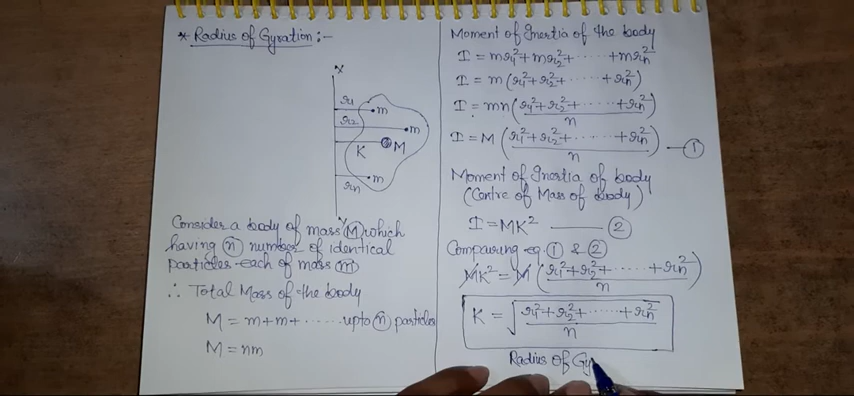 * Radius of Gyration :-
X
r1
m
r2
m
K
M
rn
m
Y
Consider a body of mass M which
having n number of identical
particles each of mass m
∴ Total Mass of the body
M = m+m+ ······ upto n particles
M = nm
Moment of Inertia of the body
I = mr1²+mr2²+ ······ +mrn²
I = m(r1²+r2²+ ······ +rn²)
I = mn(r1²+r2²+ ······ +rn²/n)
I = M(r1²+r2²+ ······ +rn²/n) — 1
Moment of Inertia of body
(Centre of Mass of body)
I = MK² — 2
Comparing eq. 1 & 2
MK² = M(r1²+r2²+ ······ +rn²/n)
K = √(r1²+r2²+ ······ +rn²/n)
Radius of Gy